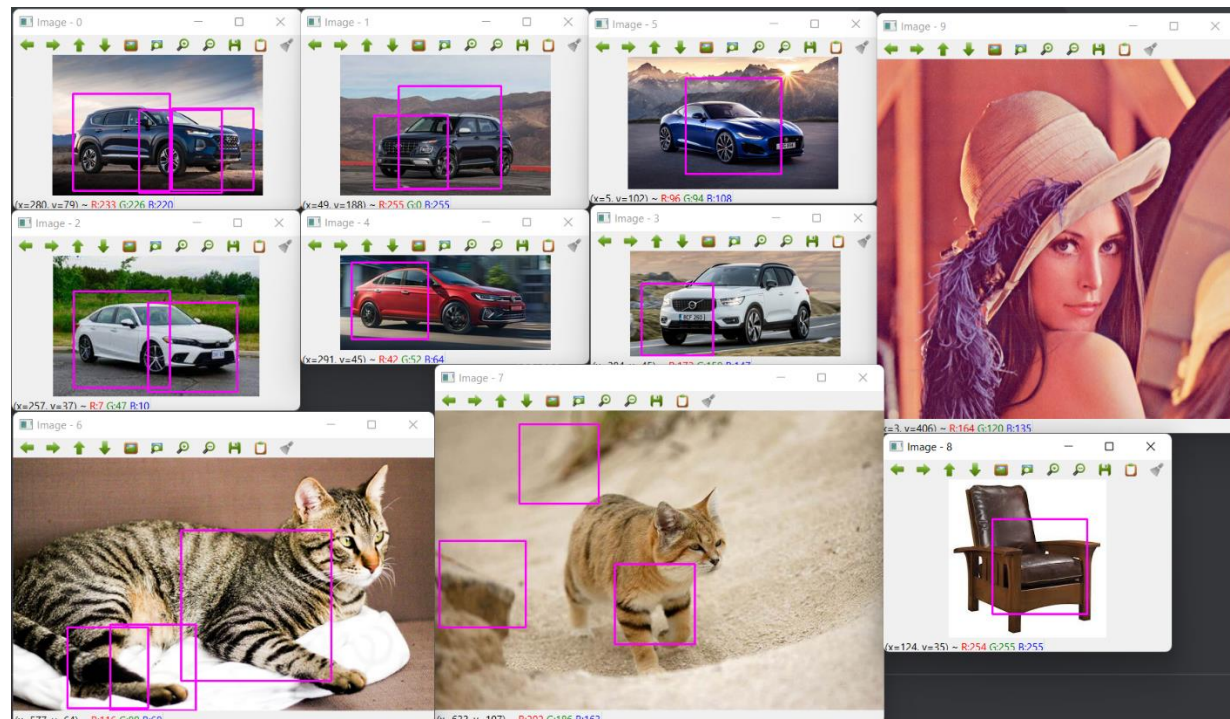 Image - 0
(x=280, y=79) ~ R:233 G:226 B:220
Image - 1
(x=49, y=188) ~ R:255 G:0 B:255
Image - 5
(x=5, y=102) ~ R:96 G:94 B:108
Image - 9
(x=3, y=406) ~ R:164 G:120 B:135
Image - 2
(x=257, y=37) ~ R:7 G:47 B:10
Image - 4
(x=291, y=45) ~ R:42 G:52 B:64
Image - 3
Image - 6
Image - 7
Image - 8
(x=124, y=35) ~ R:254 G:255 B:255